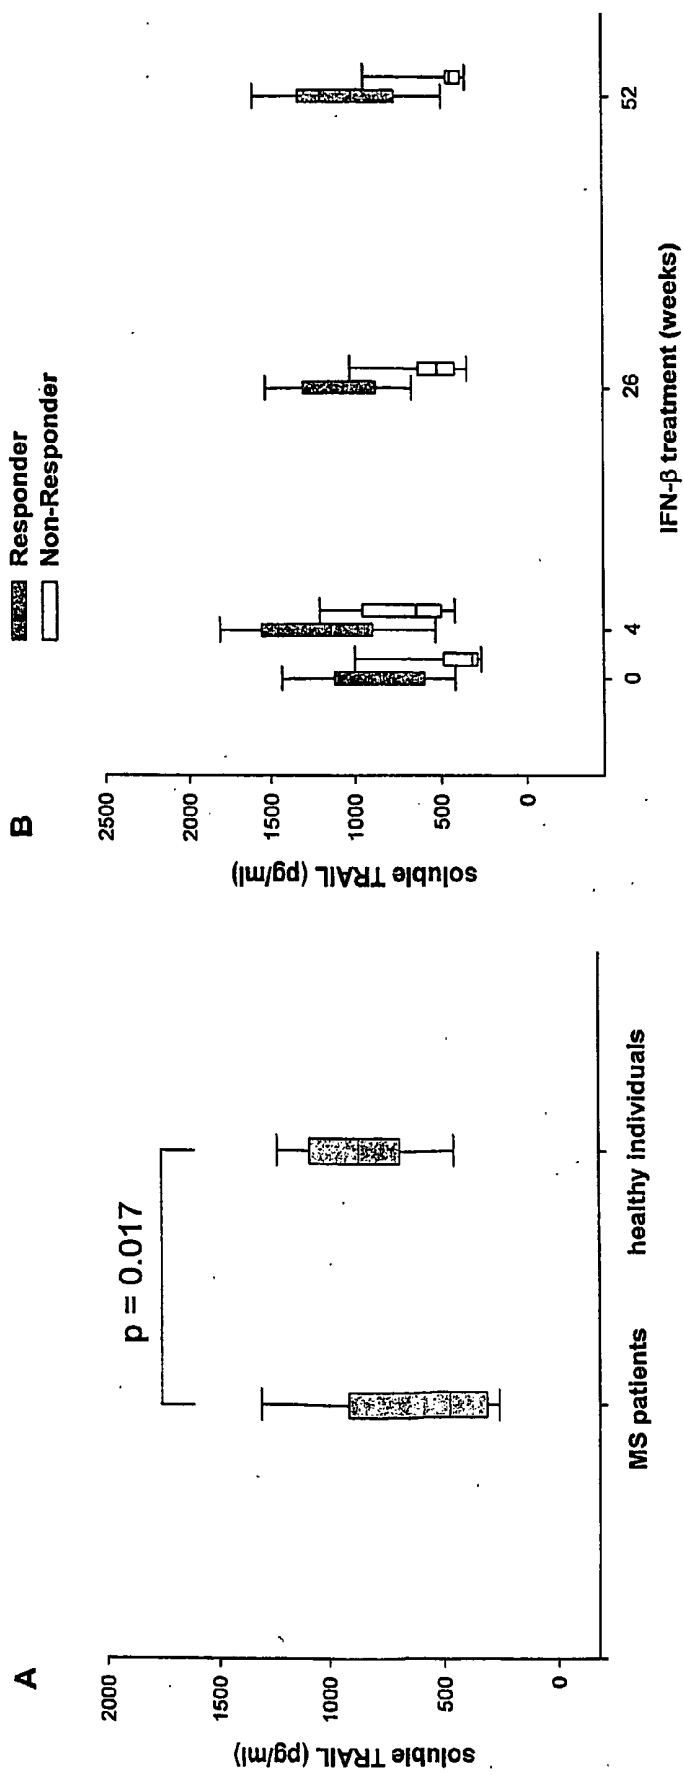 A
soluble TRAIL (pg/ml)
2000
1500
1000
500
0
p = 0.017
MS patients
healthy individuals
B
Responder
Non-Responder
soluble TRAIL (pg/ml)
2500
2000
1500
1000
500
0
0
4
26
52
IFN-β treatment (weeks)